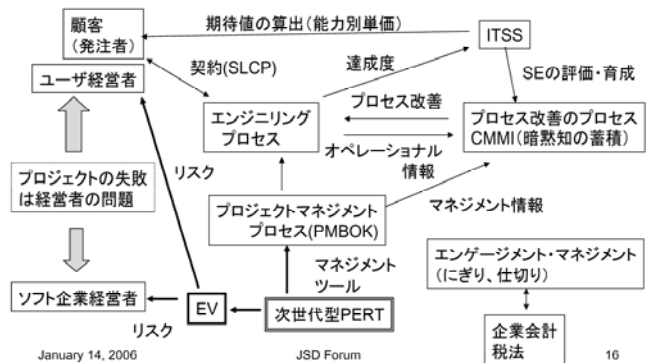 顧客
(発注者)
期待値の算出(能力別単価)
ITSS
ユーザ経営者
契約(SLCP)
達成度
SEの評価・育成
エンジニリング
プロセス
プロセス改善
オペレーショナル
情報
プロセス改善のプロセス
CMMI(暗黙知の蓄積)
プロジェクトの失敗
は経営者の問題
リスク
プロジェクトマネジメント
プロセス(PMBOK)
マネジメント情報
マネジメント
ツール
エンゲージメント・マネジメント
(にぎり、仕切り)
ソフト企業経営者
リスク
EV
次世代型PERT
企業会計
税法
January 14, 2006
JSD Forum
16